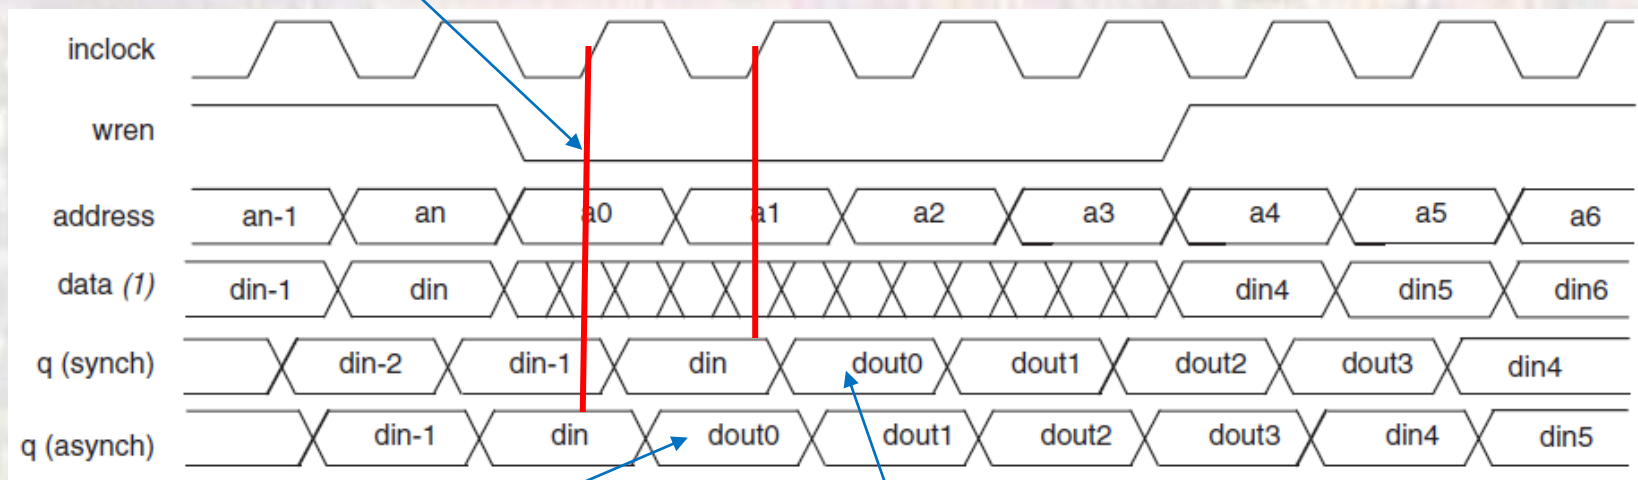 inclock
wren
address an-1 an a0 a1 a2 a3 a4 a5 a6
data (1) din-1 din din4 din5 din6
q (synch) din-2 din-1 din dout0 dout1 dout2 dout3 din4
q (asynch) din-1 din dout0 dout1 dout2 dout3 din4 din5